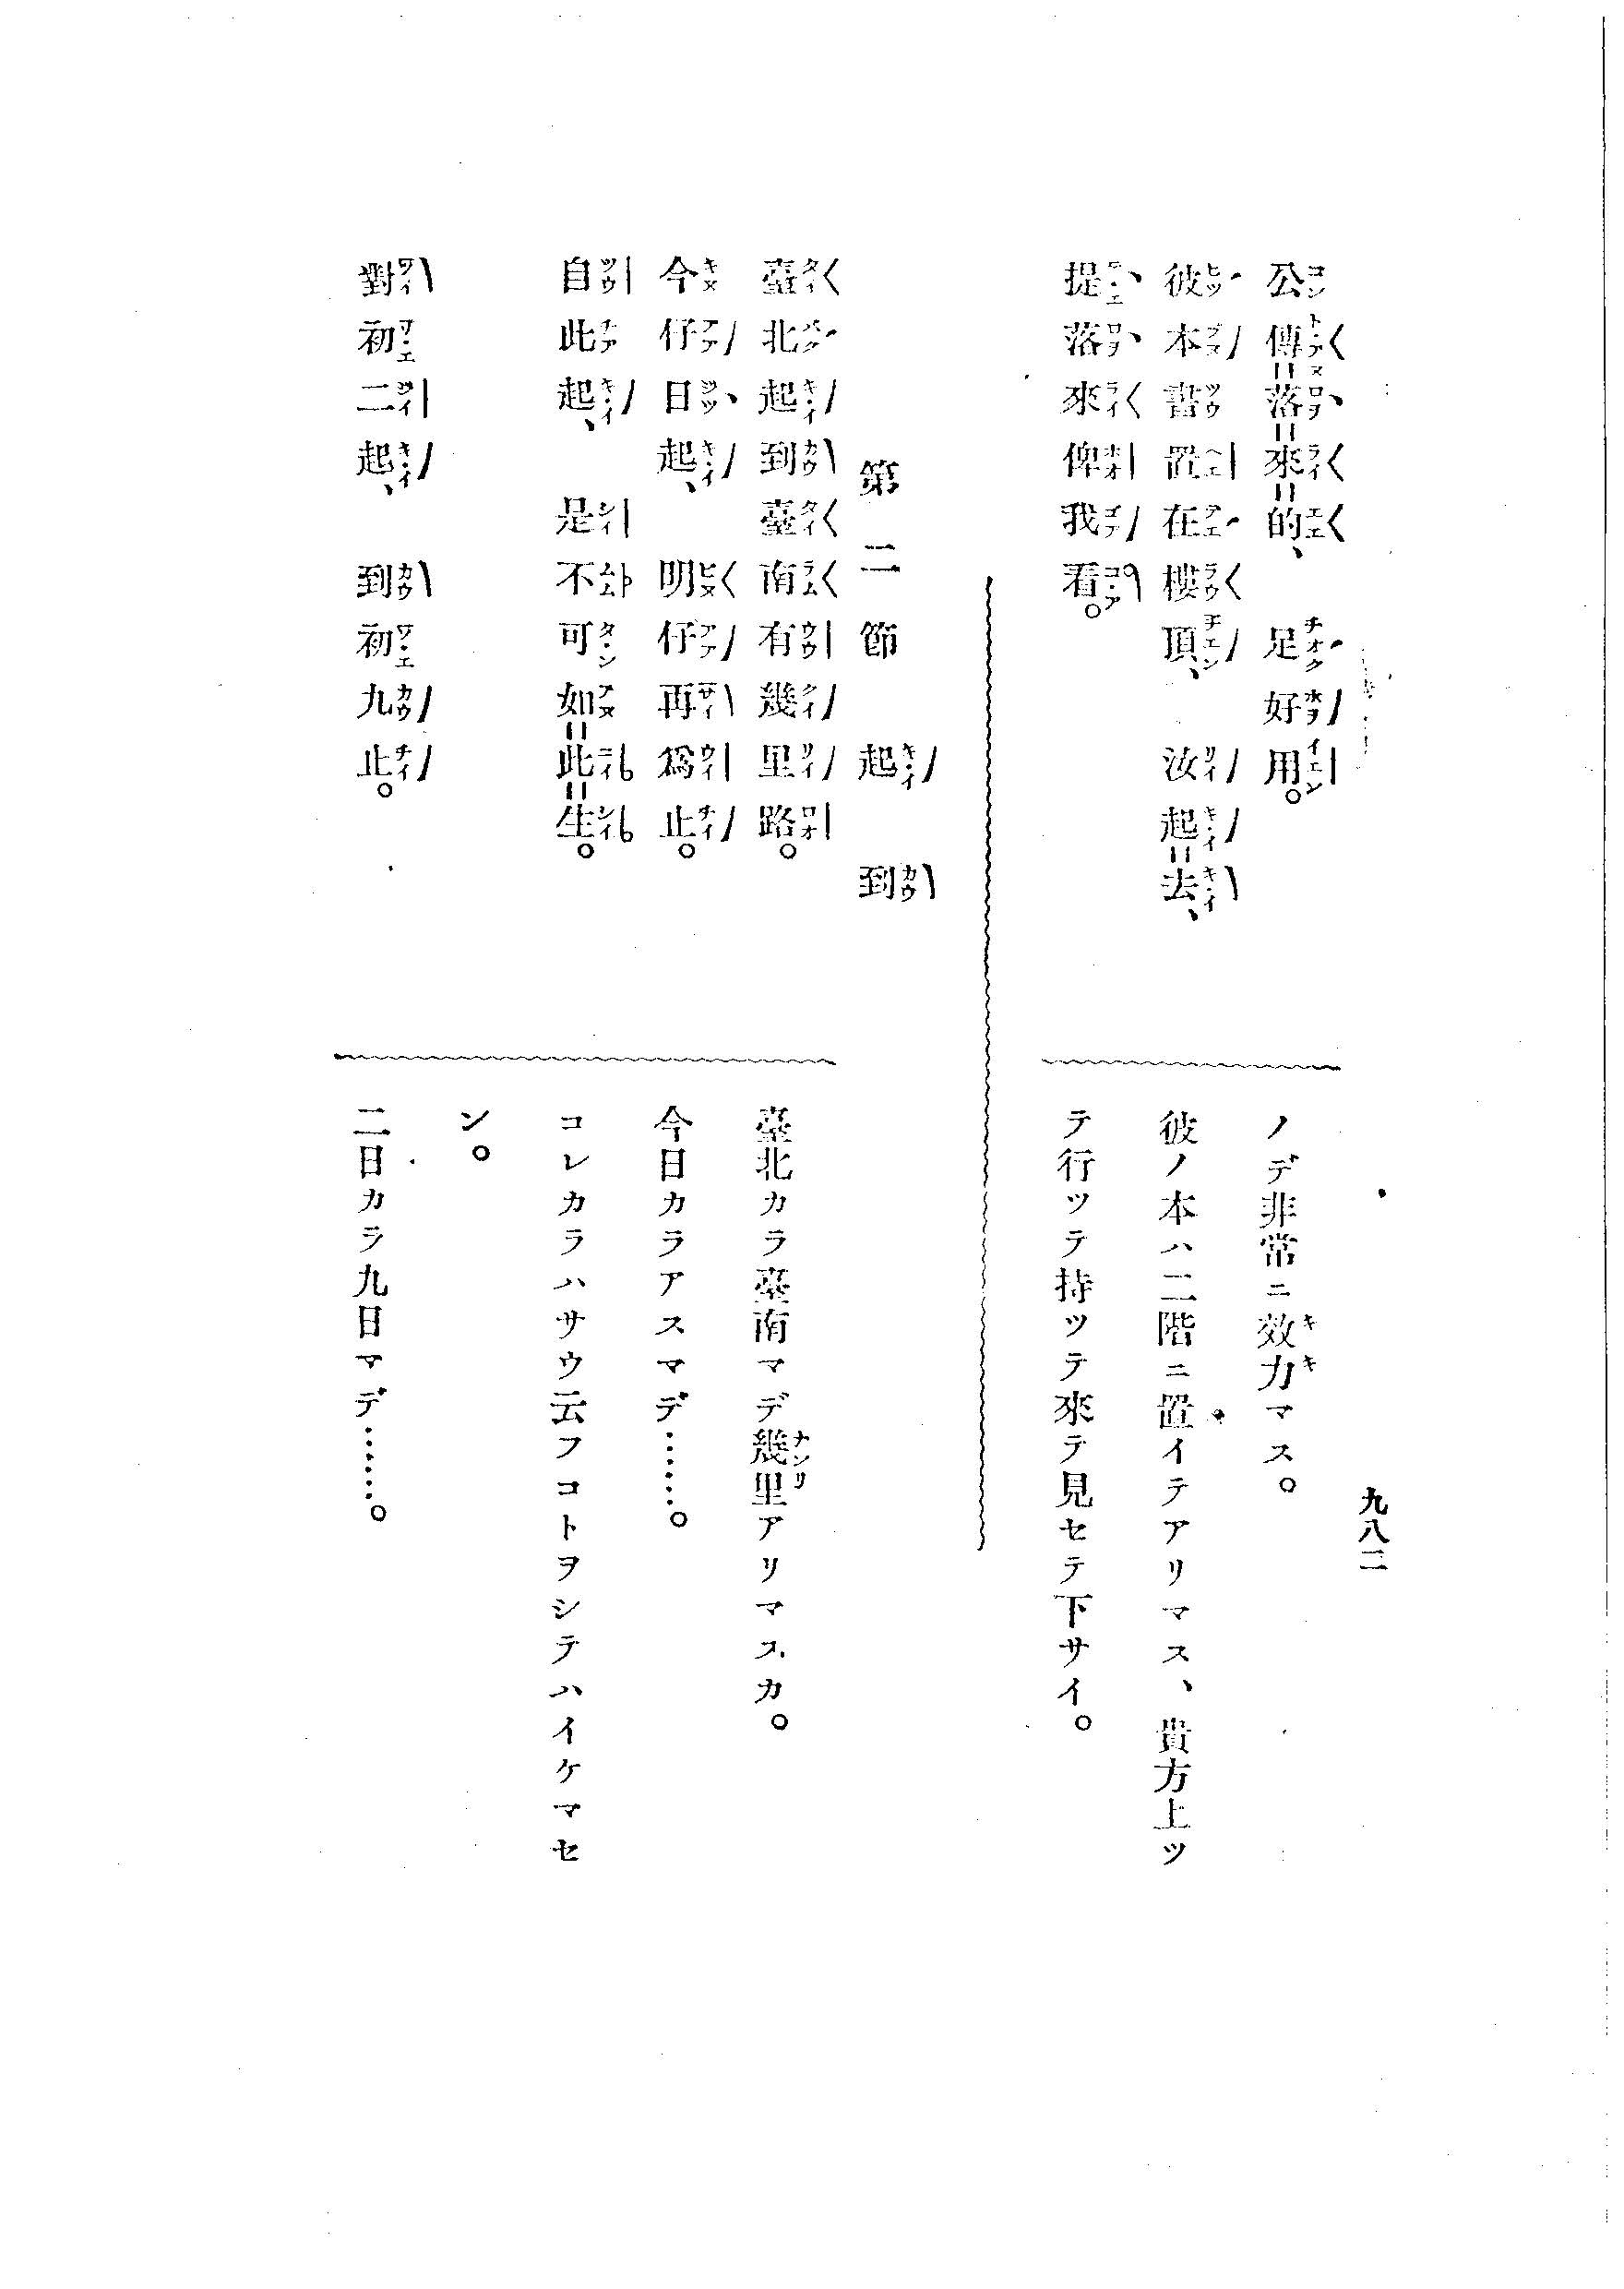 九八二
公傳＝落＝來＝的、足好用。
彼本書置在樓頂、汝起＝去、
提落來俾我看。
ノデ非常ニ效力マス。
彼ノ本ハ二階ニ置イテアリマス、貴方上ツ
テ行ツテ持ツテ來テ見セテ下サイ。
第二節　起　到
臺北起到臺南有幾里路。
今仔日起、明仔再爲止。
自此起、是不可如＝此＝生。
對初二起、到初九止。
臺北カラ臺南マデ幾里アリマスカ。
今日カラアスマデ……。
コレカラハサウ云フコトヲシテハイケマセ
ン。
二日カラ九日マデ……。